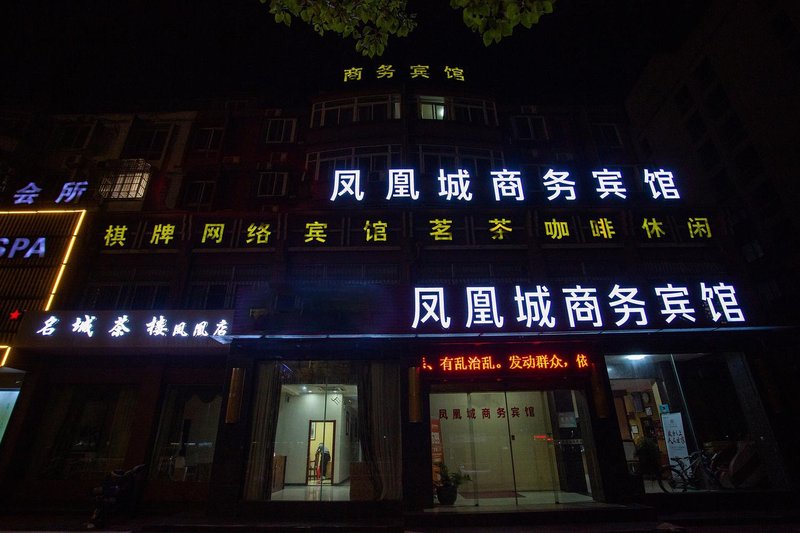 商务宾馆
凤凰城商务宾馆
会所
棋牌 网络 宾馆 茗茶 咖啡 休闲
SPA
凤凰城商务宾馆
名城茶楼凤凰店
、有乱治乱。发动群众、依
凤凰城商务宾馆